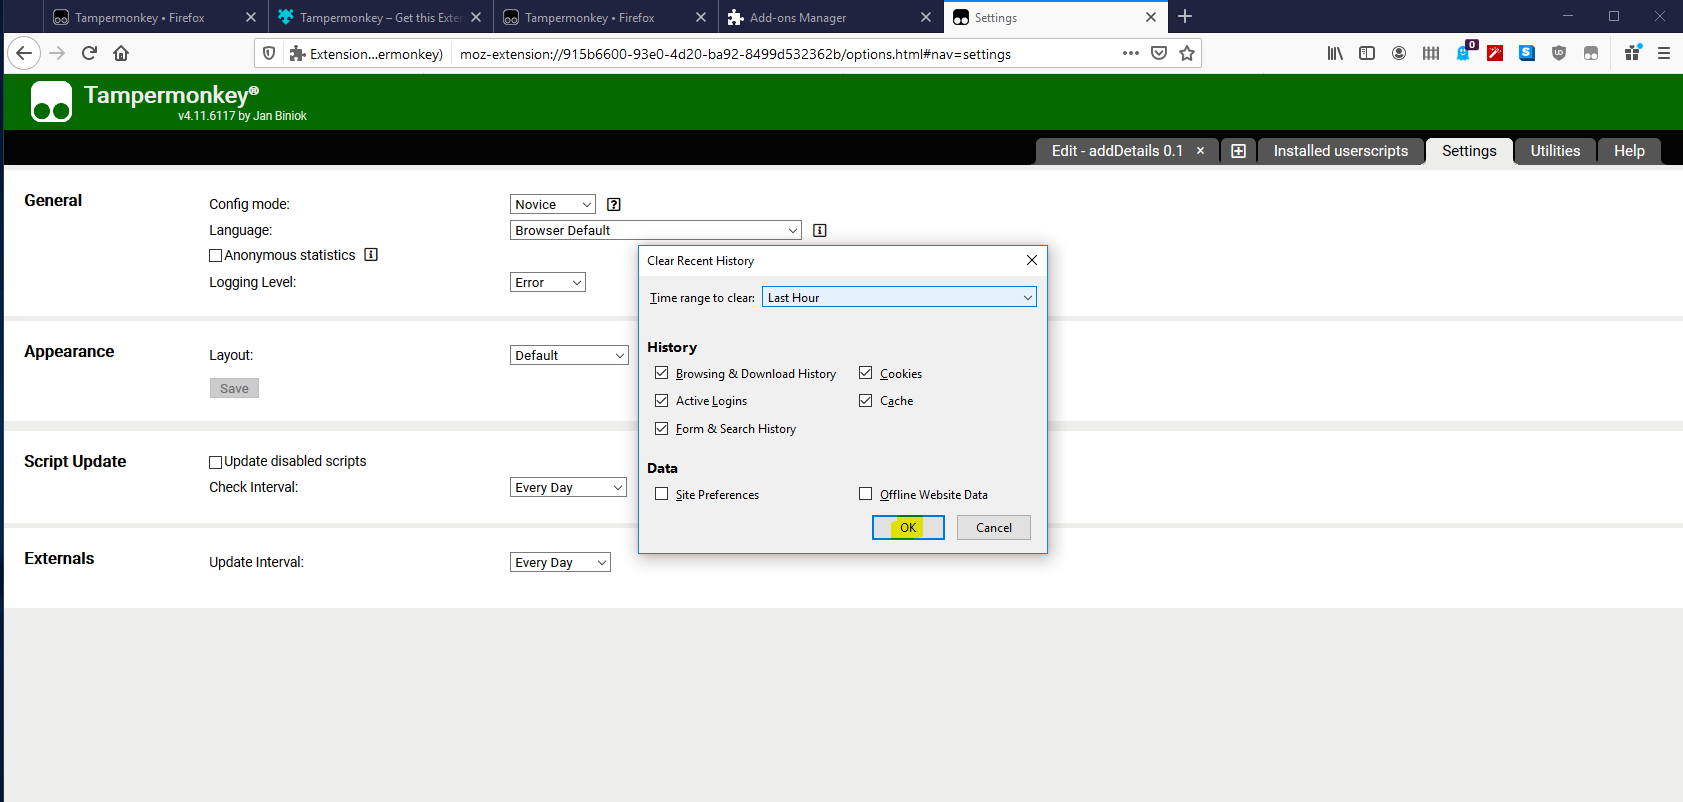 Tampermonkey • Firefox
Tampermonkey – Get this Exter
Tampermonkey • Firefox
Add-ons Manager
Settings
Extension...ermonkey)
moz-extension://915b6600-93e0-4d20-ba92-8499d532362b/options.html#nav=settings
0
S
UD
Tampermonkey®
v4.11.6117 by Jan Biniok
Edit - addDetails 0.1 ×
Installed userscripts
Settings
Utilities
Help
General
Config mode:
Novice
?
Language:
Browser Default
i
Anonymous statistics
i
Logging Level:
Error
Appearance
Layout:
Default
Save
Script Update
Update disabled scripts
Check Interval:
Every Day
Externals
Update Interval:
Every Day
Clear Recent History
Time range to clear:
Last Hour
History
Browsing & Download History
Cookies
Active Logins
Cache
Form & Search History
Data
Site Preferences
Offline Website Data
OK
Cancel